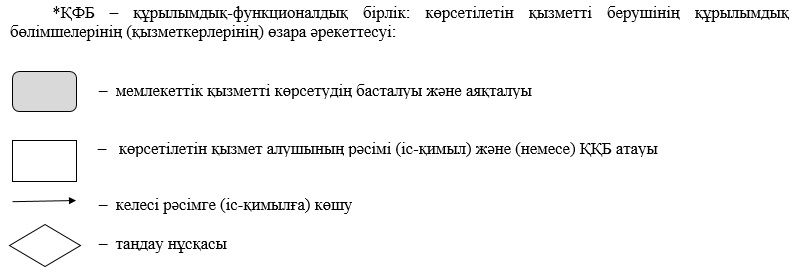 *ҚФБ – құрылымдық-функционалдық бірлік: көрсетілетін қызметті берушінің құрылымдық
бөлімшелерінің (қызметкерлерінің) өзара әрекеттесуі:
– мемлекеттік қызметті көрсетудің басталуы және аяқталуы
– көрсетілетін қызмет алушының рәсімі (іс-қимыл) және (немесе) ҚҚБ атауы
– келесі рәсімге (іс-қимылға) көшу
– таңдау нұсқасы